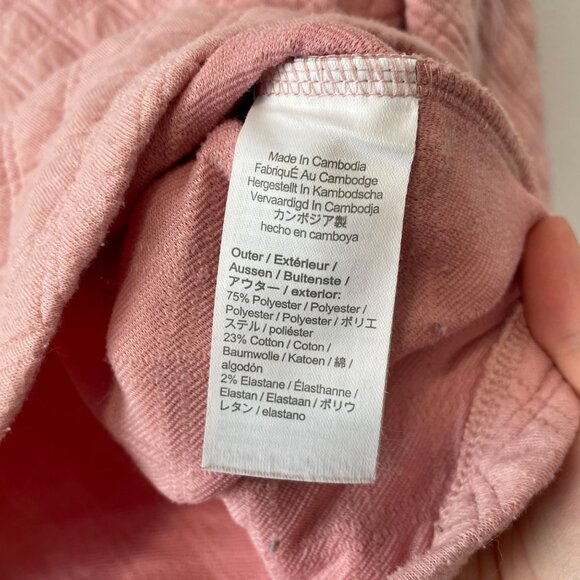 Made In Cambodia
FabriquÉ Au Cambodge
Hergestellt In Kambodscha
Vervaardigd In Cambodja
カンボジア製
hecho en camboya
Outer / Extérieur /
Aussen / Buitenste /
アウター / exterior:
75% Polyester / Polyester /
Polyester / Polyester / ポリエ
ステル / poliéster
23% Cotton / Coton /
Baumwolle / Katoen / 綿 /
algodón
2% Elastane / Élasthanne /
Elastan / Elastaan / ポリウ
レタン / elastano